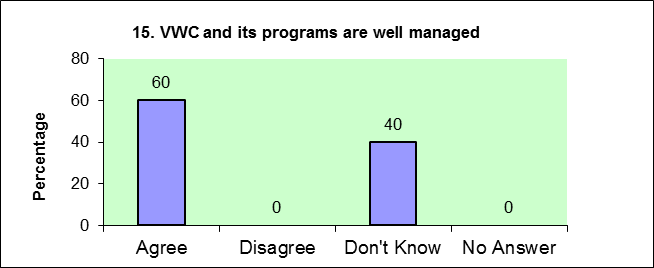 15. VWC and its programs are well managed
Percentage
80
60
40
20
0
60
0
40
0
Agree
Disagree
Don't Know
No Answer